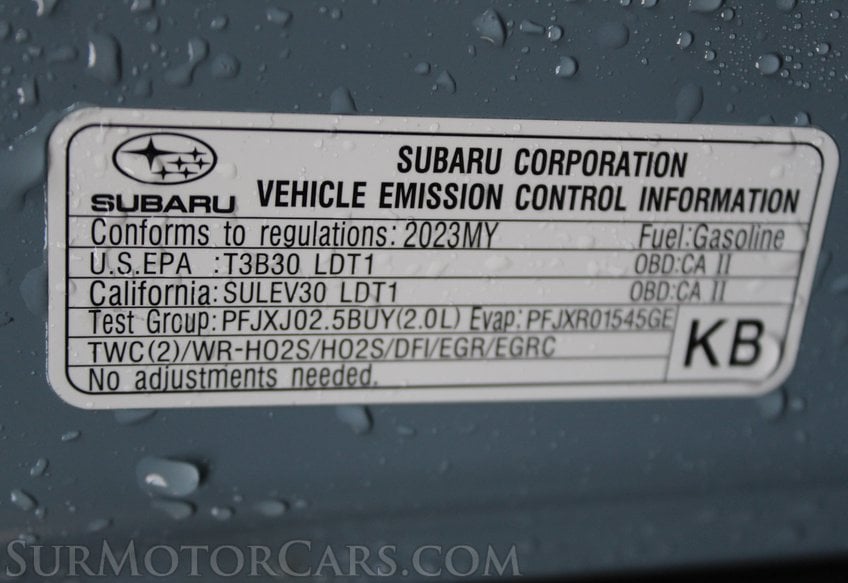 SUBARU
SUBARU CORPORATION
VEHICLE EMISSION CONTROL INFORMATION
Conforms to regulations: 2023MY Fuel:Gasoline
U.S.EPA :T3B30 LDT1 OBD:CA II
California: SULEV30 LDT1 OBD:CA II
Test Group: PFJXJ02.5BUY(2.0L) Evap: PFJXR01545GE
TWC(2)/WR-HO2S/HO2S/DFI/EGR/EGRC
KB
No adjustments needed.
SURMOTORCARS.COM